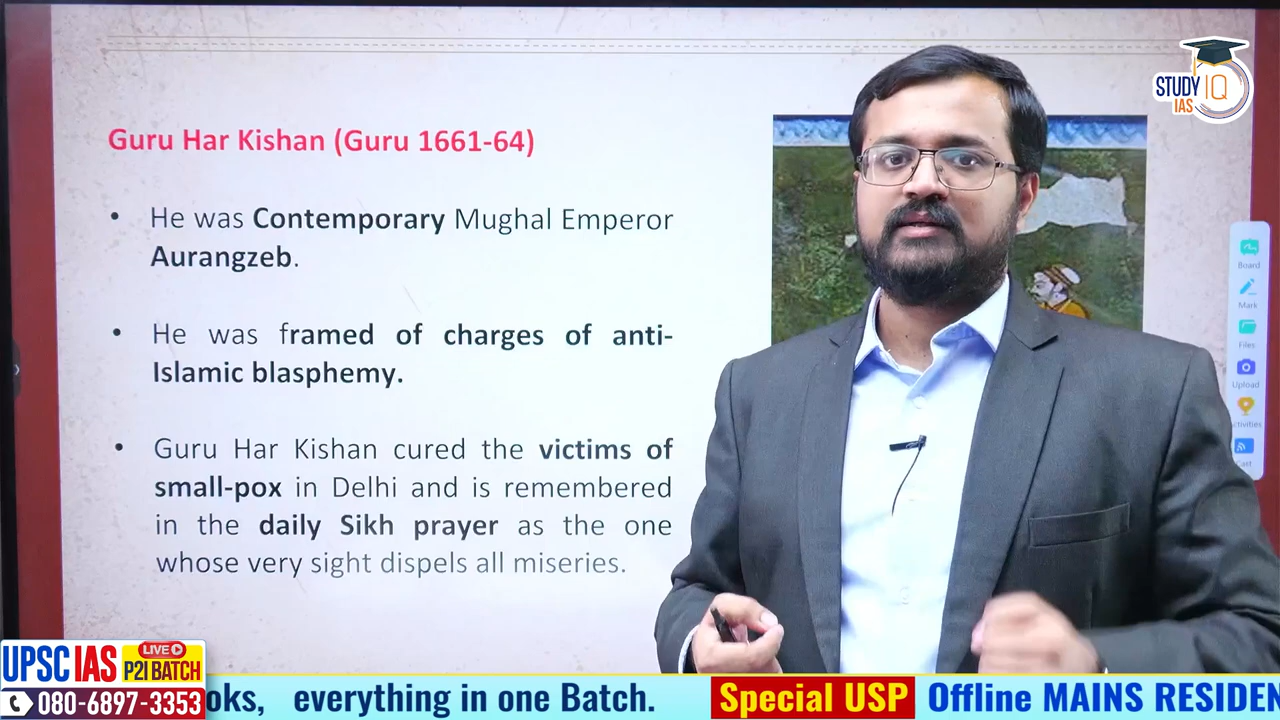 Guru Har Kishan (Guru 1661-64)
• He was Contemporary Mughal Emperor
Aurangzeb.
• He was framed of charges of anti-
Islamic blasphemy.
• Guru Har Kishan cured the victims of
small-pox in Delhi and is remembered
in the daily Sikh prayer as the one
whose very sight dispels all miseries.
STUDY IQ
IAS
Board
Mark
Files
Upload
ctivities
Cast
LIVE
UPSC IAS P2I BATCH
080-6897-3353
oks, everything in one Batch. Special USP Offline MAINS RESIDEN